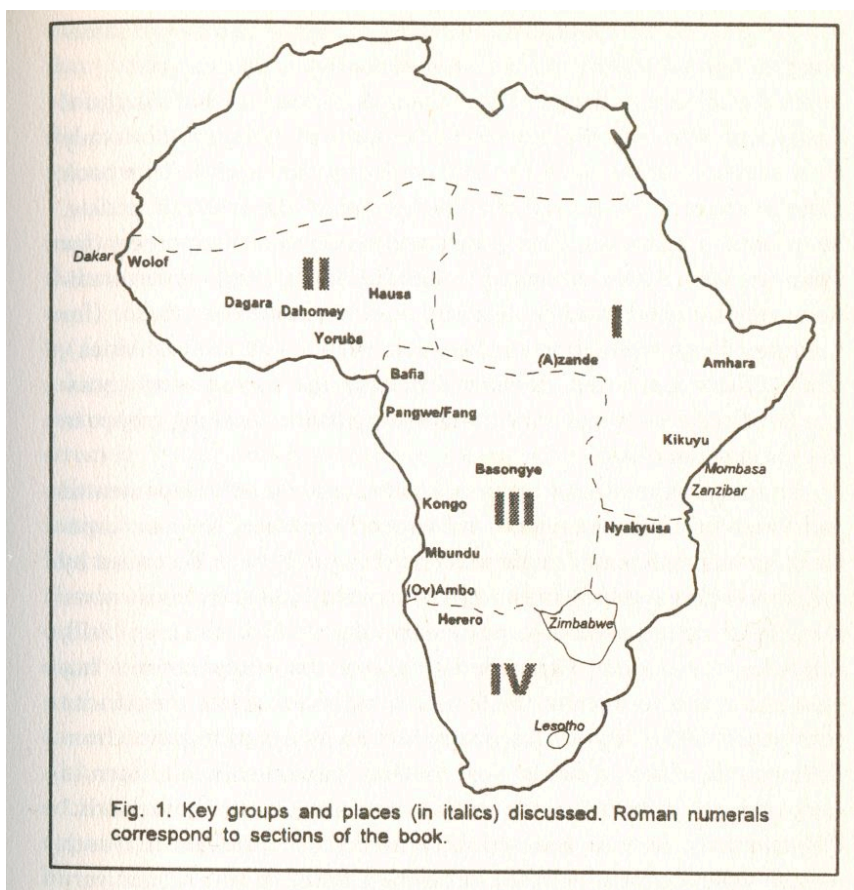 Dakar
Wolof
II
Dagara
Dahomey
Hausa
Yoruba
I
Bafia
(A)zande
Amhara
Pangwe/Fang
Kikuyu
Basongye
Mombasa
Zanzibar
Kongo
III
Nyakyusa
Mbundu
(Ov)Ambo
Herero
Zimbabwe
IV
Lesotho
Fig. 1. Key groups and places (in italics) discussed. Roman numerals
correspond to sections of the book.